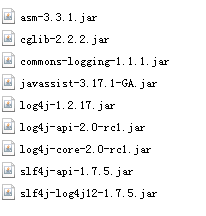 asm-3.3.1.jar
cglib-2.2.2.jar
commons-logging-1.1.1.jar
javassist-3.17.1-GA.jar
log4j-1.2.17.jar
log4j-api-2.0-rc1.jar
log4j-core-2.0-rc1.jar
slf4j-api-1.7.5.jar
slf4j-log4j12-1.7.5.jar